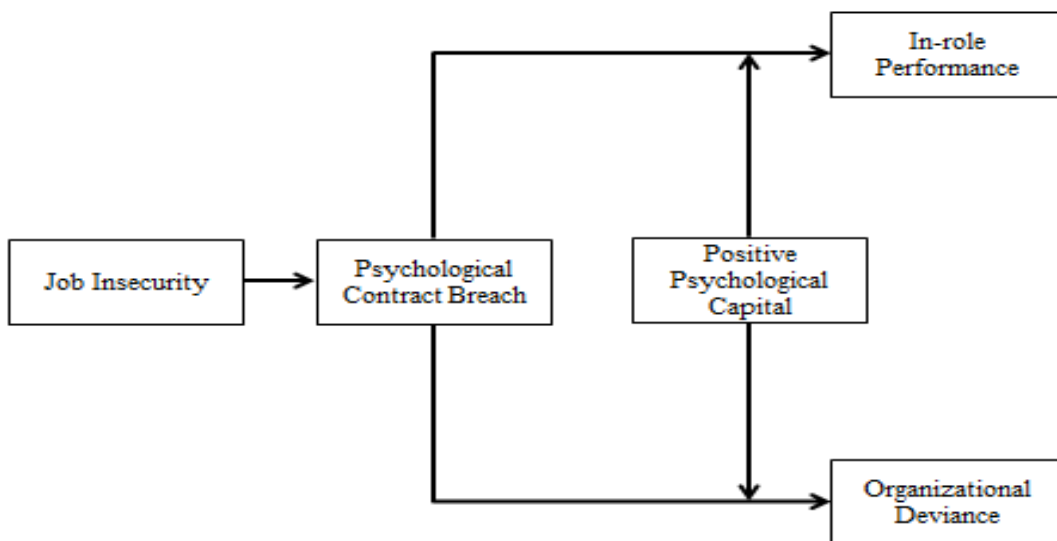 In-role
Performance
Job Insecurity
Psychological
Contract Breach
Positive
Psychological
Capital
Organizational
Deviance